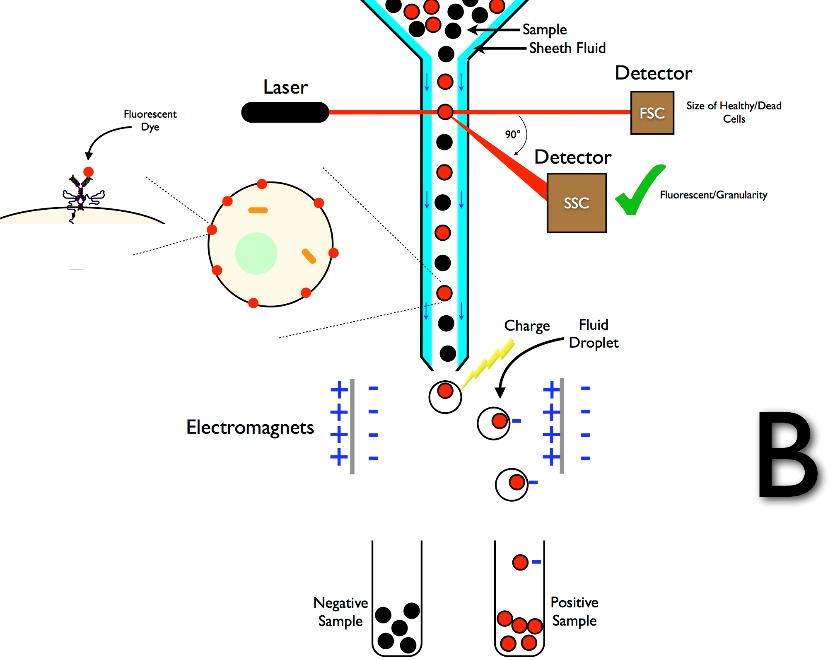 Sample
Sheeth Fluid
Laser
Detector
FSC
Size of Healthy/Dead
Cells
Fluorescent
Dye
90°
Detector
SSC
Fluorescent/Granularity
Charge
Fluid
Droplet
Electromagnets
+ - + -
+ - - + -
+ - + -
+ - + -
B
-
-
Negative
Sample
Positive
Sample